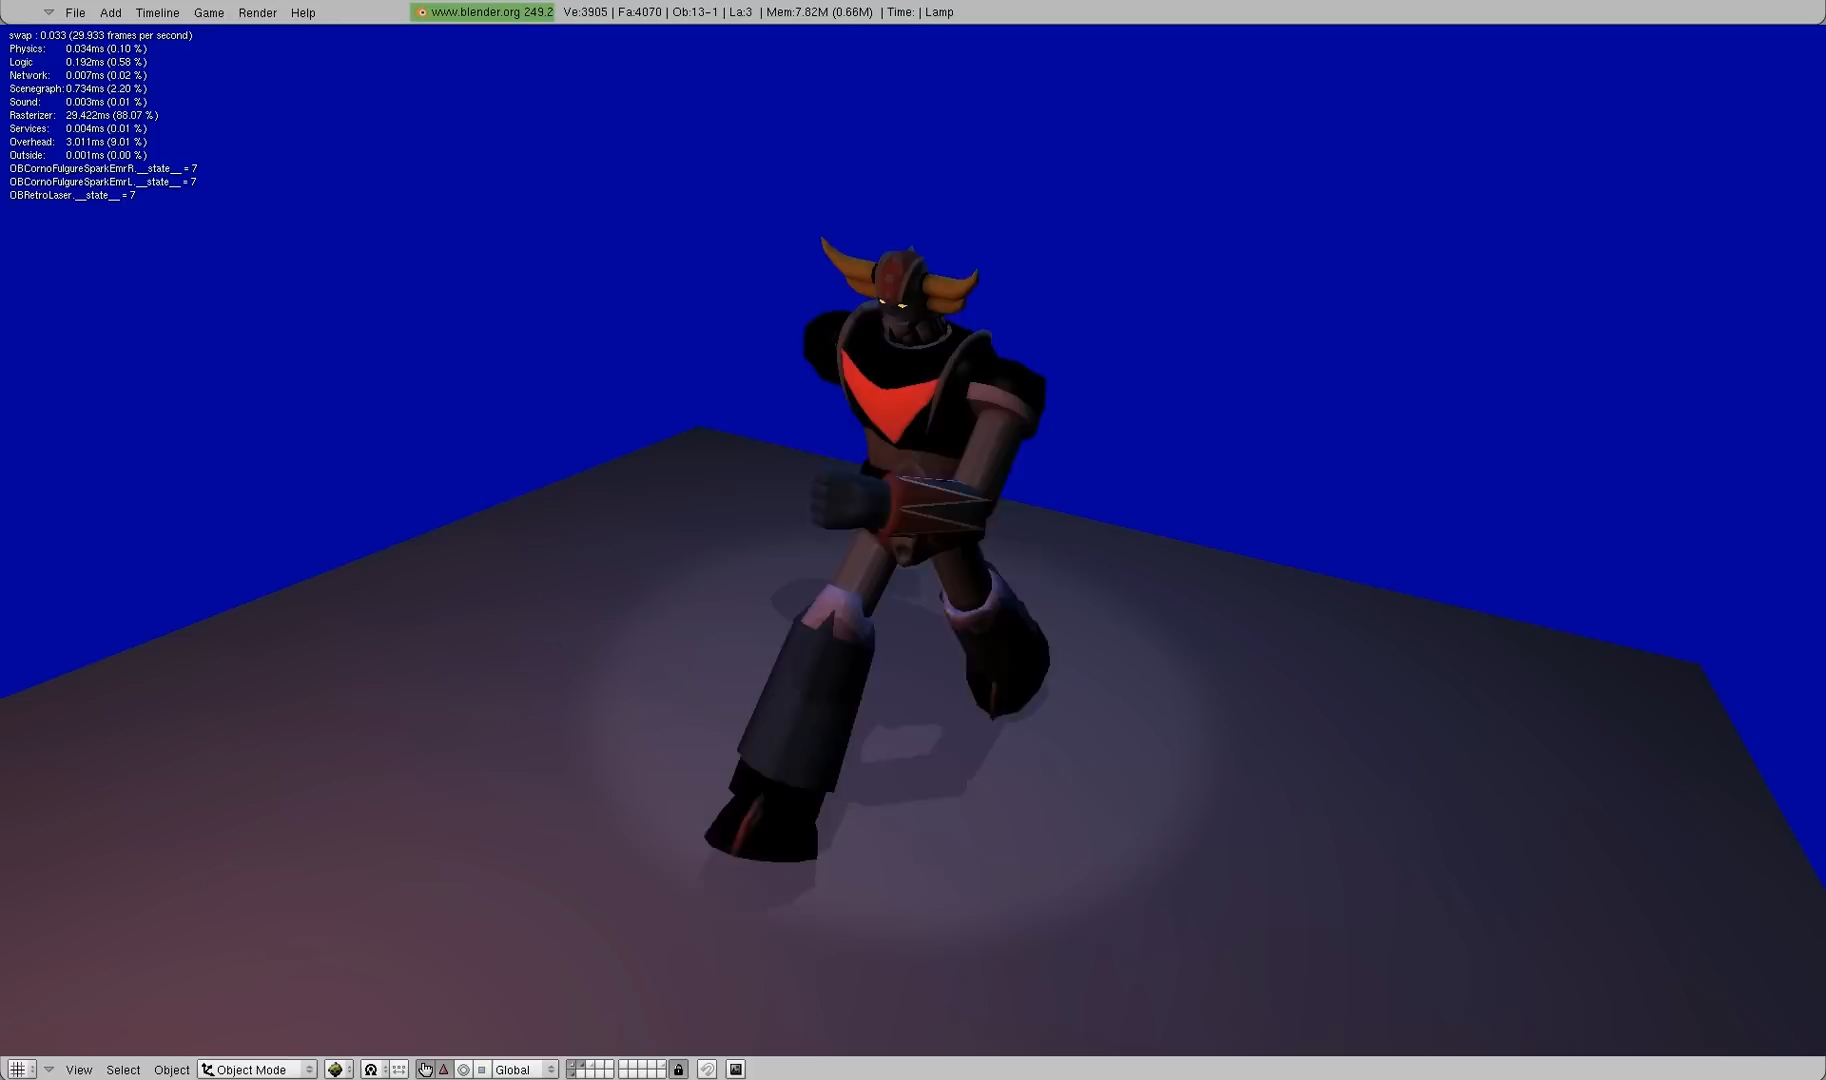 File Add Timeline Game Render Help www.blender.org 249.2 Ve:3905 | Fa:4070 | Ob:13-1 | La:3 | Mem:7.82M (0.66M) | Time: | Lamp
swap : 0.033 (29.933 frames per second)
Physics: 0.034ms (0.10 %)
Logic 0.192ms (0.58 %)
Network: 0.007ms (0.02 %)
Scenegraph: 0.734ms (2.20 %)
Sound: 0.003ms (0.01 %)
Rasterizer: 29.422ms (88.07 %)
Services: 0.004ms (0.01 %)
Overhead: 3.011ms (9.01 %)
Outside: 0.001ms (0.00 %)
OBCornoFulgureSparkEmrR.__state__ = 7
OBCornoFulgureSparkEmrL.__state__ = 7
OBRetroLaser.__state__ = 7
View Select Object Object Mode Global